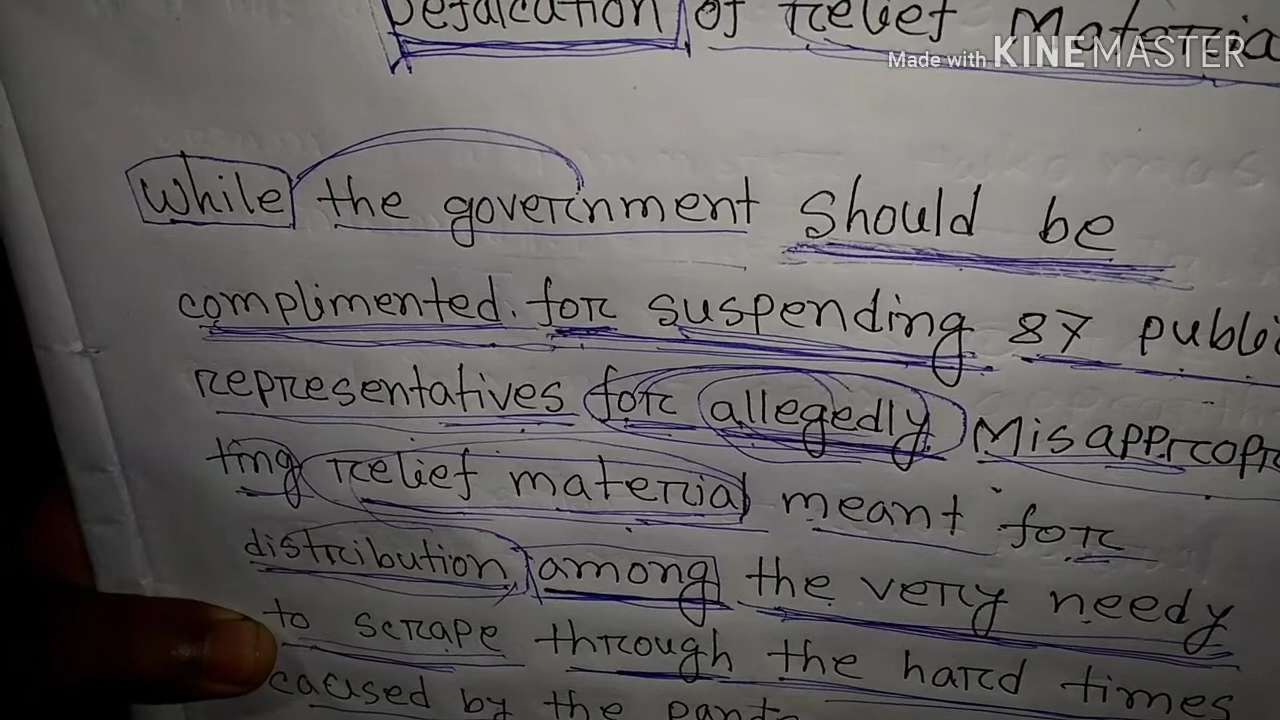 Defalcation of Relief Materia
Made with KINEMASTER
While the government should be
complimented. for suspending 87 publi
representatives for allegedly Misappropr
ting relief material meant for
distribution among the very needy
to scrape through the hard times
caused by the